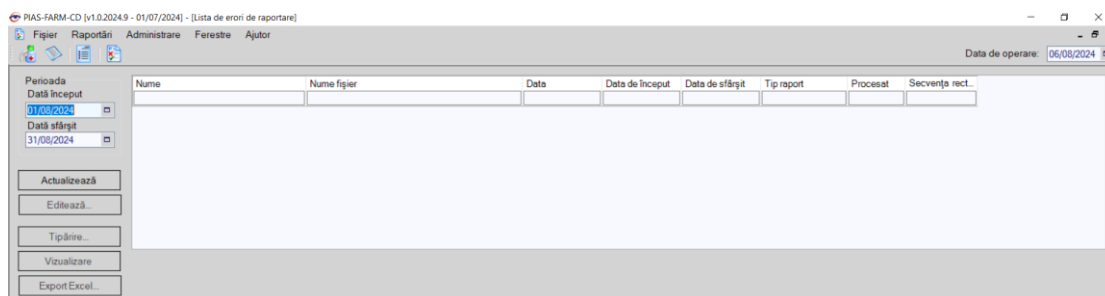 PIAS-FARM-CD [v1.0.2024.9 - 01/07/2024] - [Lista de erori de raportare]
Fișier Raportări Administrare Ferestre Ajutor
Data de operare: 06/08/2024
Perioada
Dată început
01/08/2024
Dată sfârșit
31/08/2024
Nume Nume fișier Data Data de început Data de sfârșit Tip raport Procesat Secvența rect...
Actualizează
Editează...
Tipărire...
Vizualizare
Export Excel...